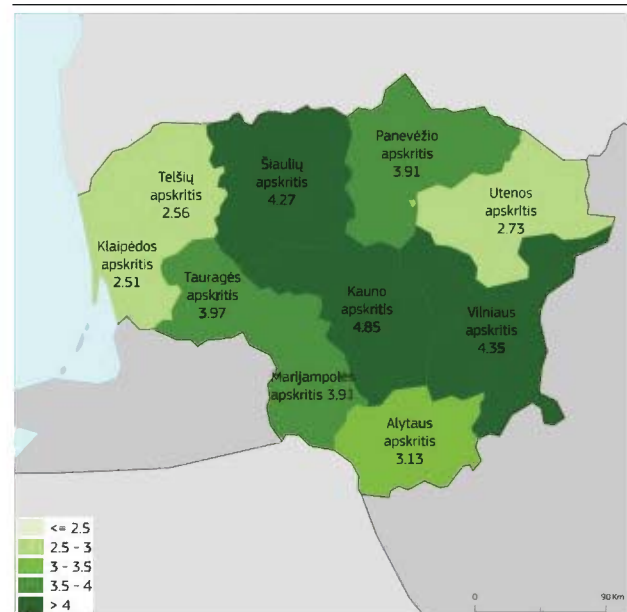 Panevėžio
apskritis
3.91
Šiaulių
apskritis
4.27
Telšių
apskritis
2.56
Utenos
apskritis
2.73
Klaipėdos
apskritis
2.51
Tauragės
apskritis
3.97
Kauno
apskritis
4.85
Vilniaus
apskritis
4.35
Marijampolės
apskritis 3.91
Alytaus
apskritis
3.13
<= 2.5
2.5 - 3
3 - 3.5
3.5 - 4
> 4
0 90 Km